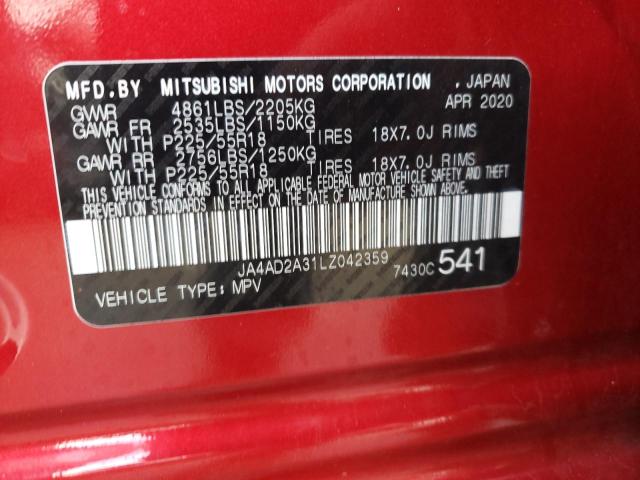 MFD.BY MITSUBISHI MOTORS CORPORATION , JAPAN
GVWR 4861LBS/2205KG APR 2020
GAWR FR 2535LBS/1150KG
WITH P225/55R18 TIRES 18X7.0J RIMS
GAWR RR 2756LBS/1250KG
WITH P225/55R18 TIRES 18X7.0J RIMS
THIS VEHICLE CONFORMS TO ALL APPLICABLE FEDERAL MOTOR VEHICLE SAFETY AND THEFT
PREVENTION STANDARDS IN EFFECT ON THE DATE OF MANUFACTURE SHOWN ABOVE.
JA4AD2A31LZ042359 7430C 541
VEHICLE TYPE: MPV